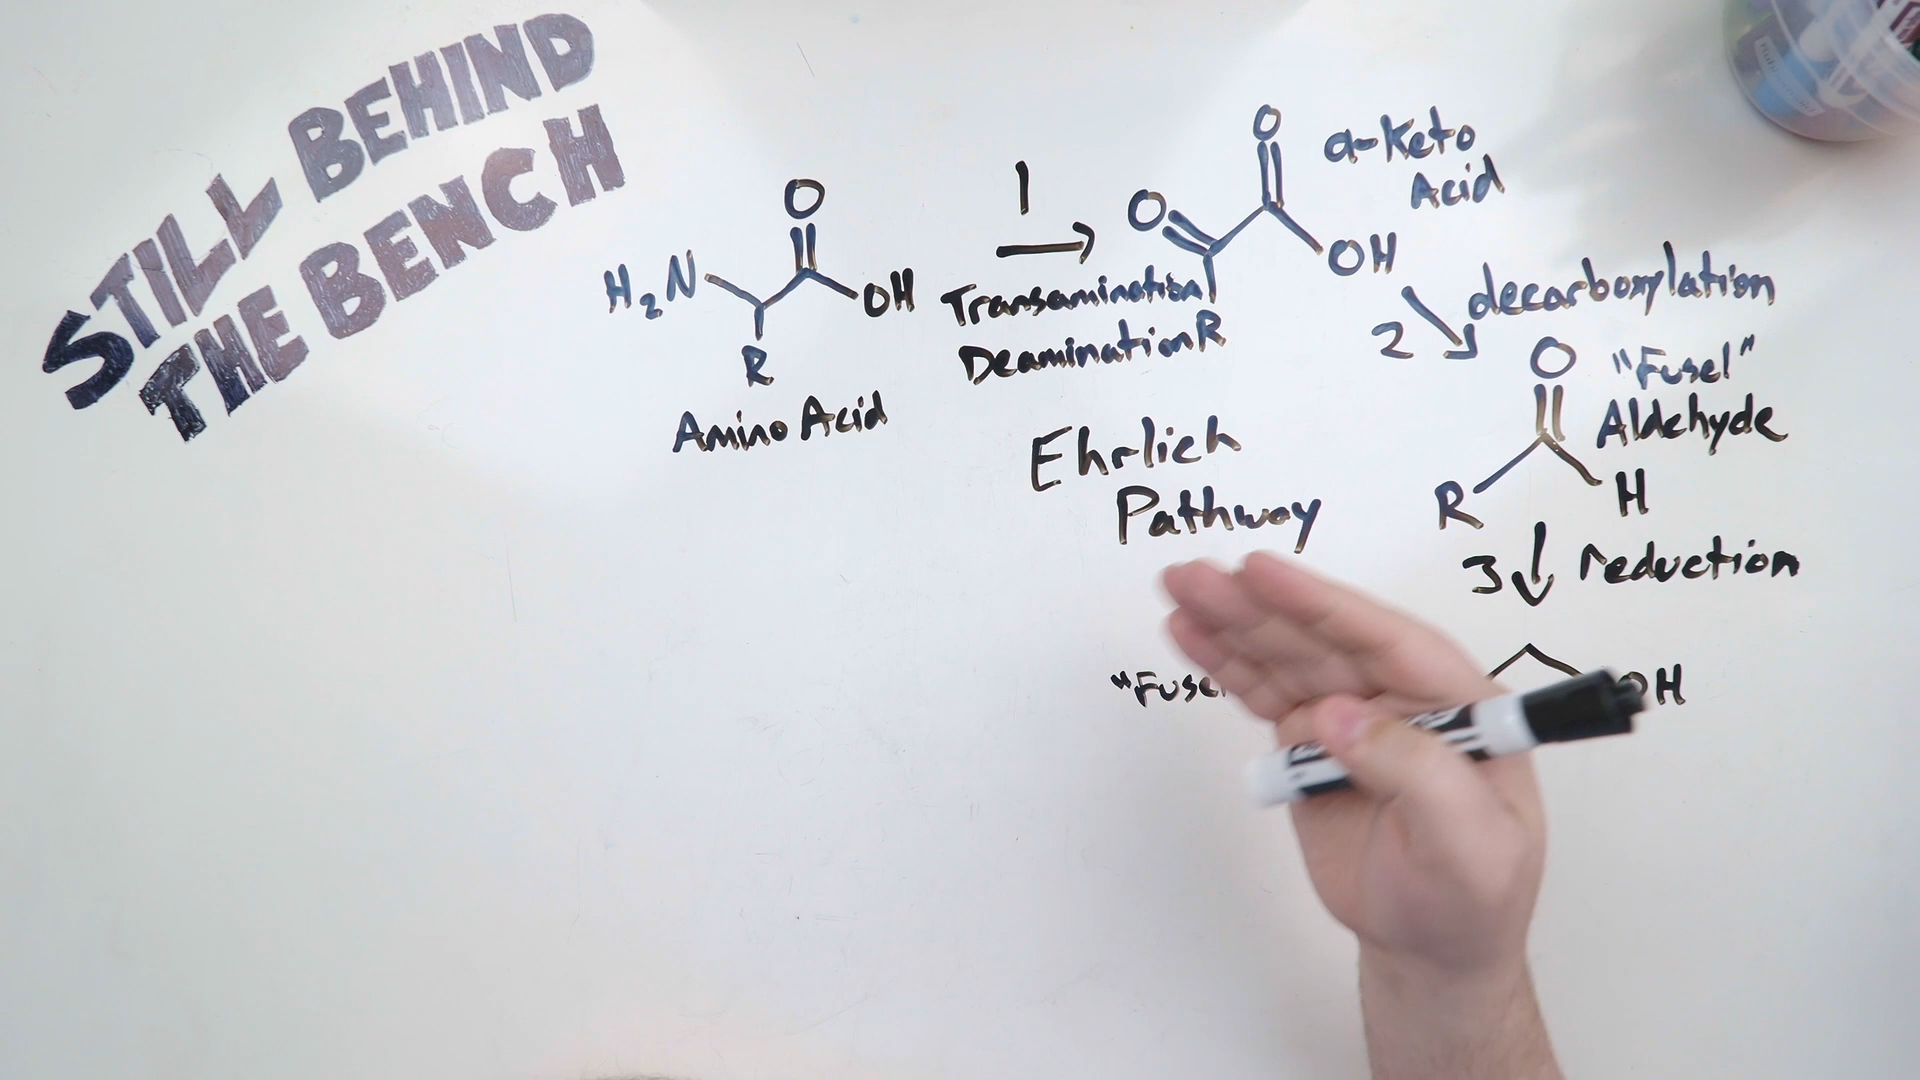 STILL BEHIND
THE BENCH
H₂N
O
OH
R
Amino Acid
1
Transamination
Deamination
O
O
OH
R
α-Keto
Acid
Ehrlich
Pathway
2
decarboxylation
O
R
H
"Fusel"
Aldehyde
3
reduction
"Fusel
OH